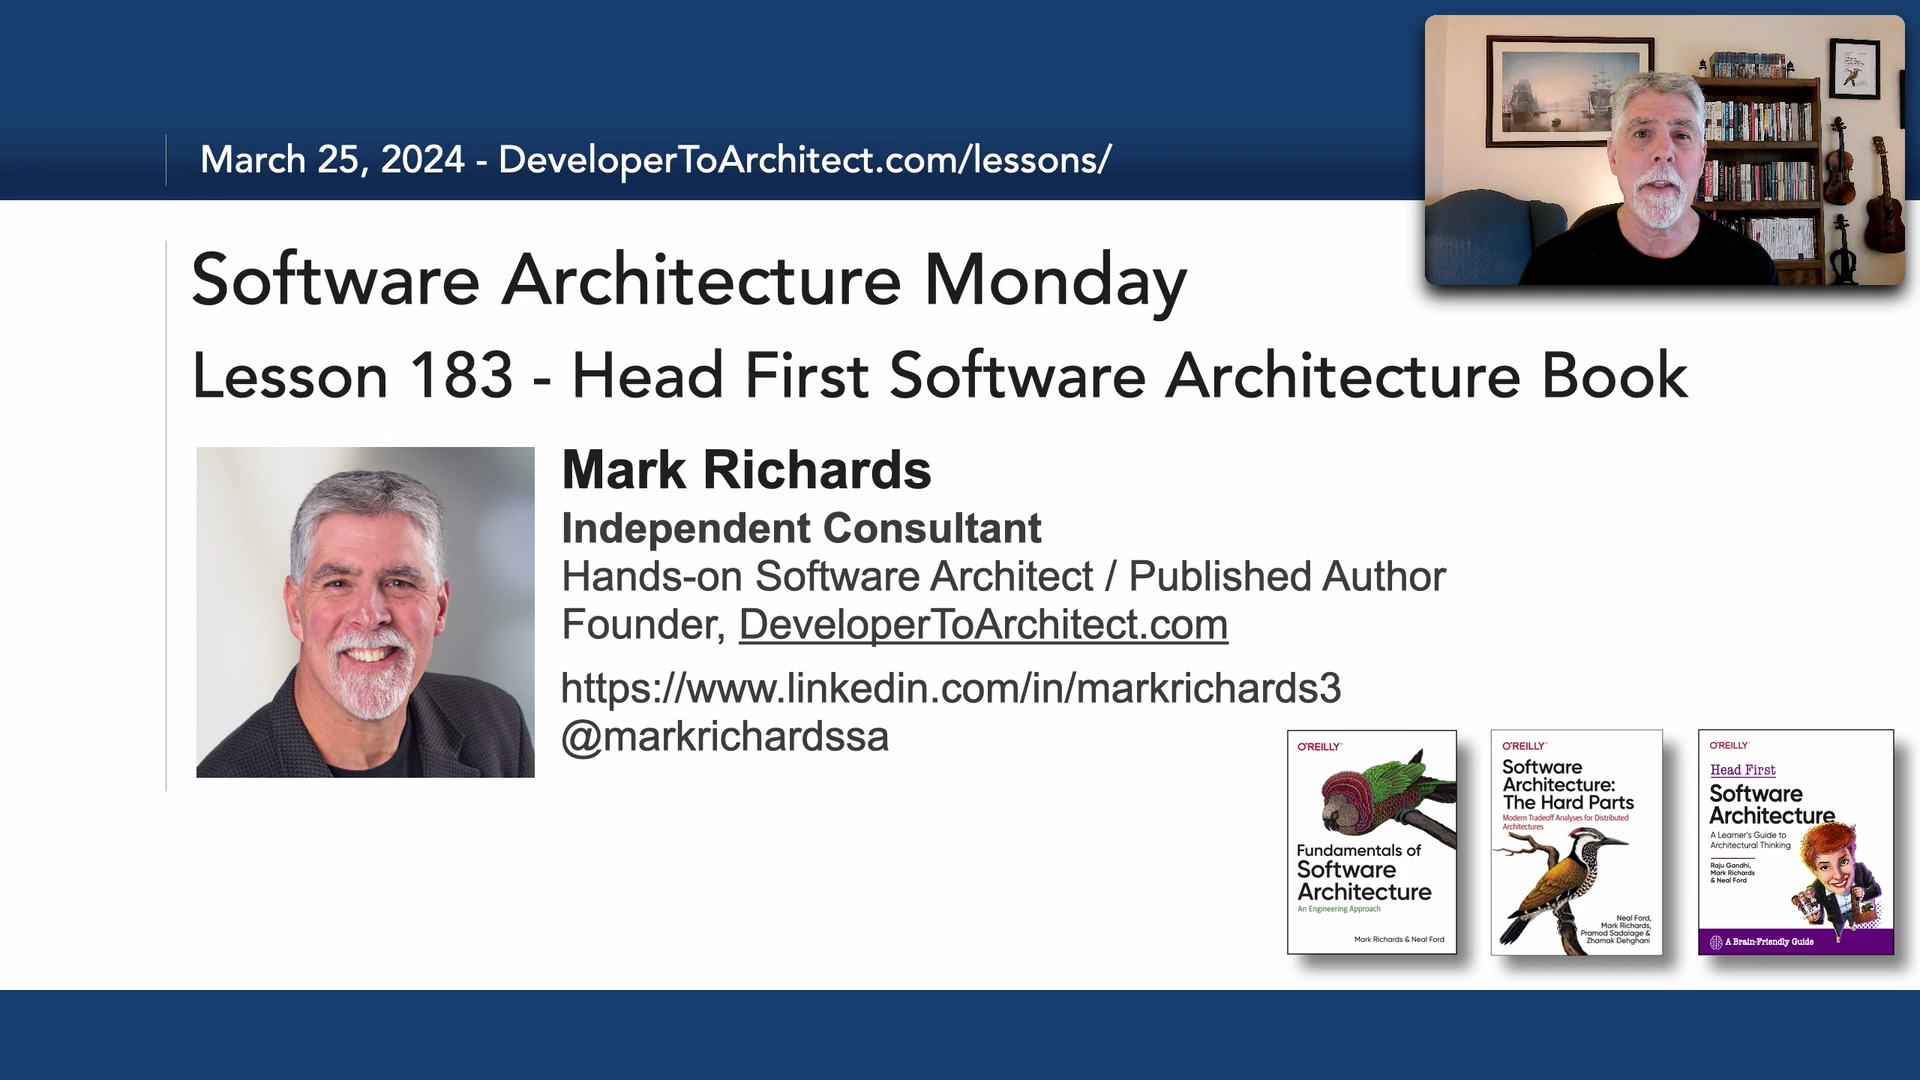 March 25, 2024 - DeveloperToArchitect.com/lessons/
Software Architecture Monday
Lesson 183 - Head First Software Architecture Book
Mark Richards
Independent Consultant
Hands-on Software Architect / Published Author
Founder, DeveloperToArchitect.com
https://www.linkedin.com/in/markrichards3
@markrichardssa
O'REILLY
Fundamentals of
Software
Architecture
An Engineering Approach
Mark Richards & Neal Ford
O'REILLY
Software
Architecture:
The Hard Parts
Modern Tradeoff Analyses for Distributed
Architectures
Neal Ford,
Mark Richards,
Pramod Sadalage &
Zhamak Dehghani
O'REILLY
Head First
Software
Architecture
A Learner's Guide to
Architectural Thinking
Raju Gandhi,
Mark Richards
& Neal Ford
A Brain-Friendly Guide